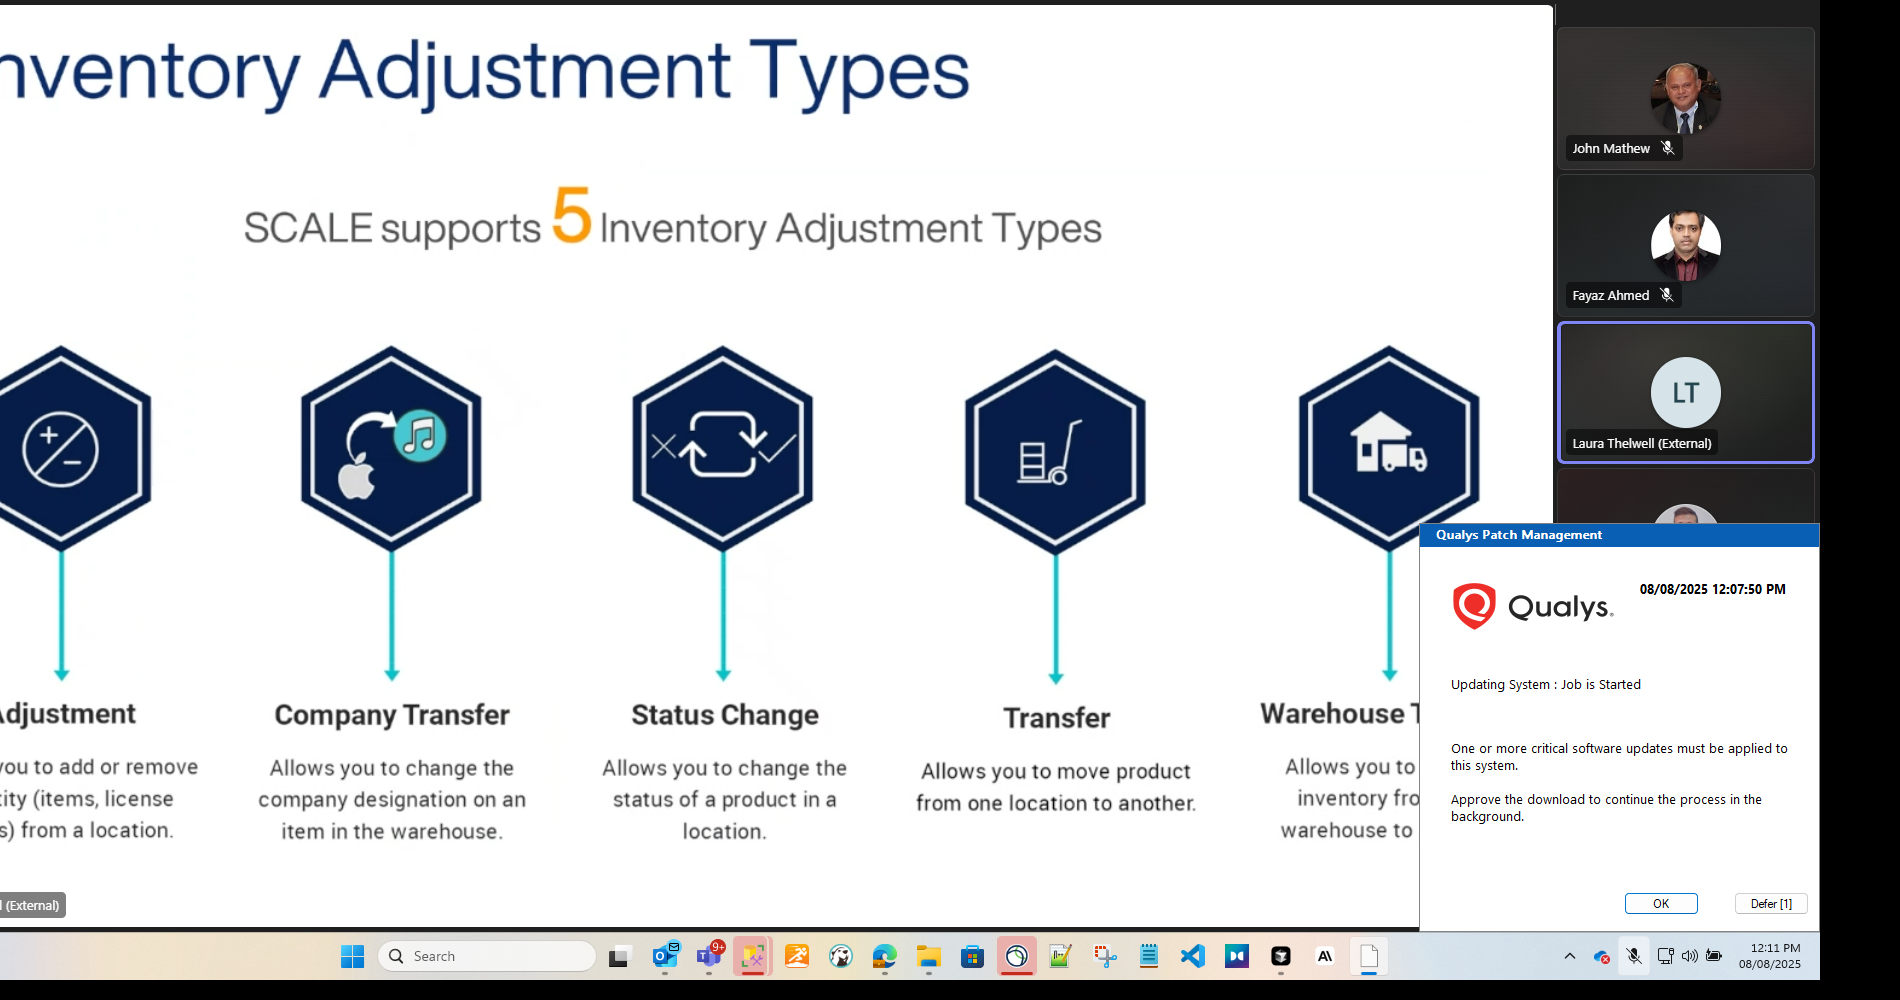 nventory Adjustment Types
SCALE supports 5 Inventory Adjustment Types
djustment
ou to add or remove
ity (items, license
s) from a location.
Company Transfer
Allows you to change the
company designation on an
item in the warehouse.
Status Change
Allows you to change the
status of a product in a
location.
Transfer
Allows you to move product
from one location to another.
Warehouse T
Allows you to
inventory fro
warehouse to
(External)
John Mathew
Fayaz Ahmed
LT
Laura Thelwell (External)
Qualys Patch Management
Qualys.
08/08/2025 12:07:50 PM
Updating System : Job is Started
One or more critical software updates must be applied to
this system.
Approve the download to continue the process in the
background.
OK
Defer [1]
Search
9+
12:11 PM
08/08/2025